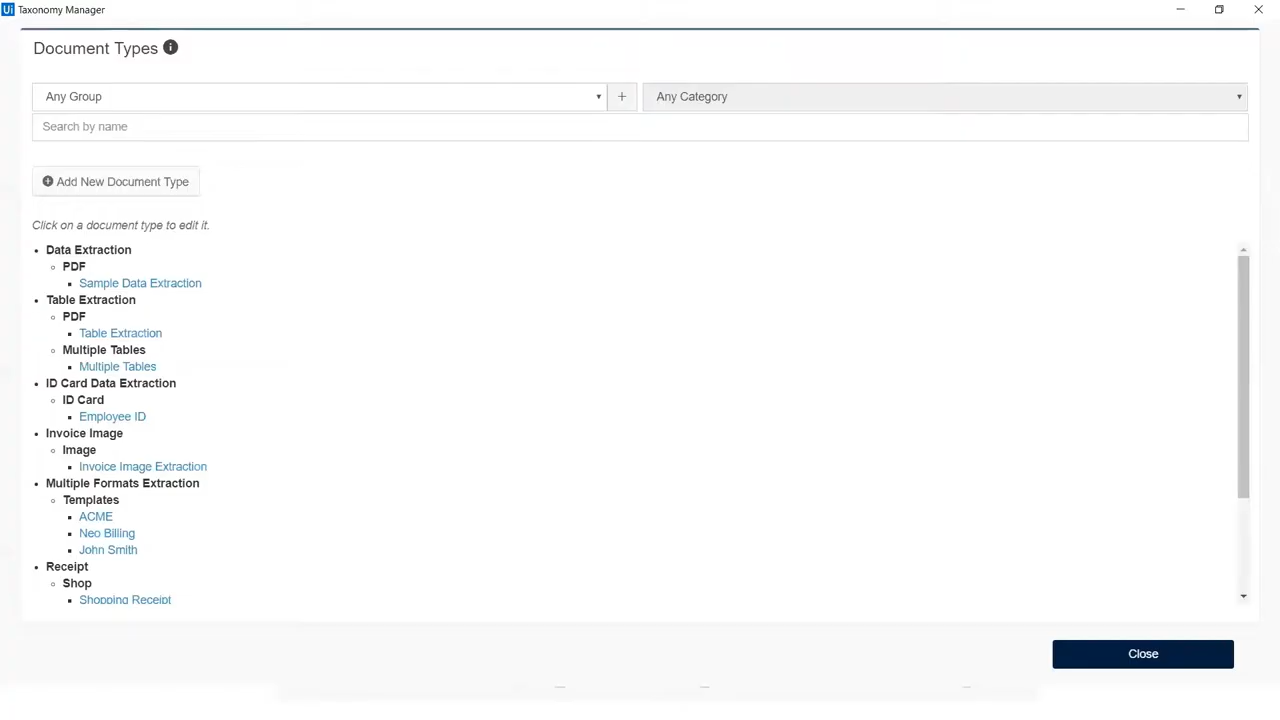 Ui Taxonomy Manager
Document Types
Any Group
+
Any Category
Search by name
Add New Document Type
Click on a document type to edit it.
Data Extraction
PDF
Sample Data Extraction
Table Extraction
PDF
Table Extraction
Multiple Tables
Multiple Tables
ID Card Data Extraction
ID Card
Employee ID
Invoice Image
Image
Invoice Image Extraction
Multiple Formats Extraction
Templates
ACME
Neo Billing
John Smith
Receipt
Shop
Shopping Receipt
Close